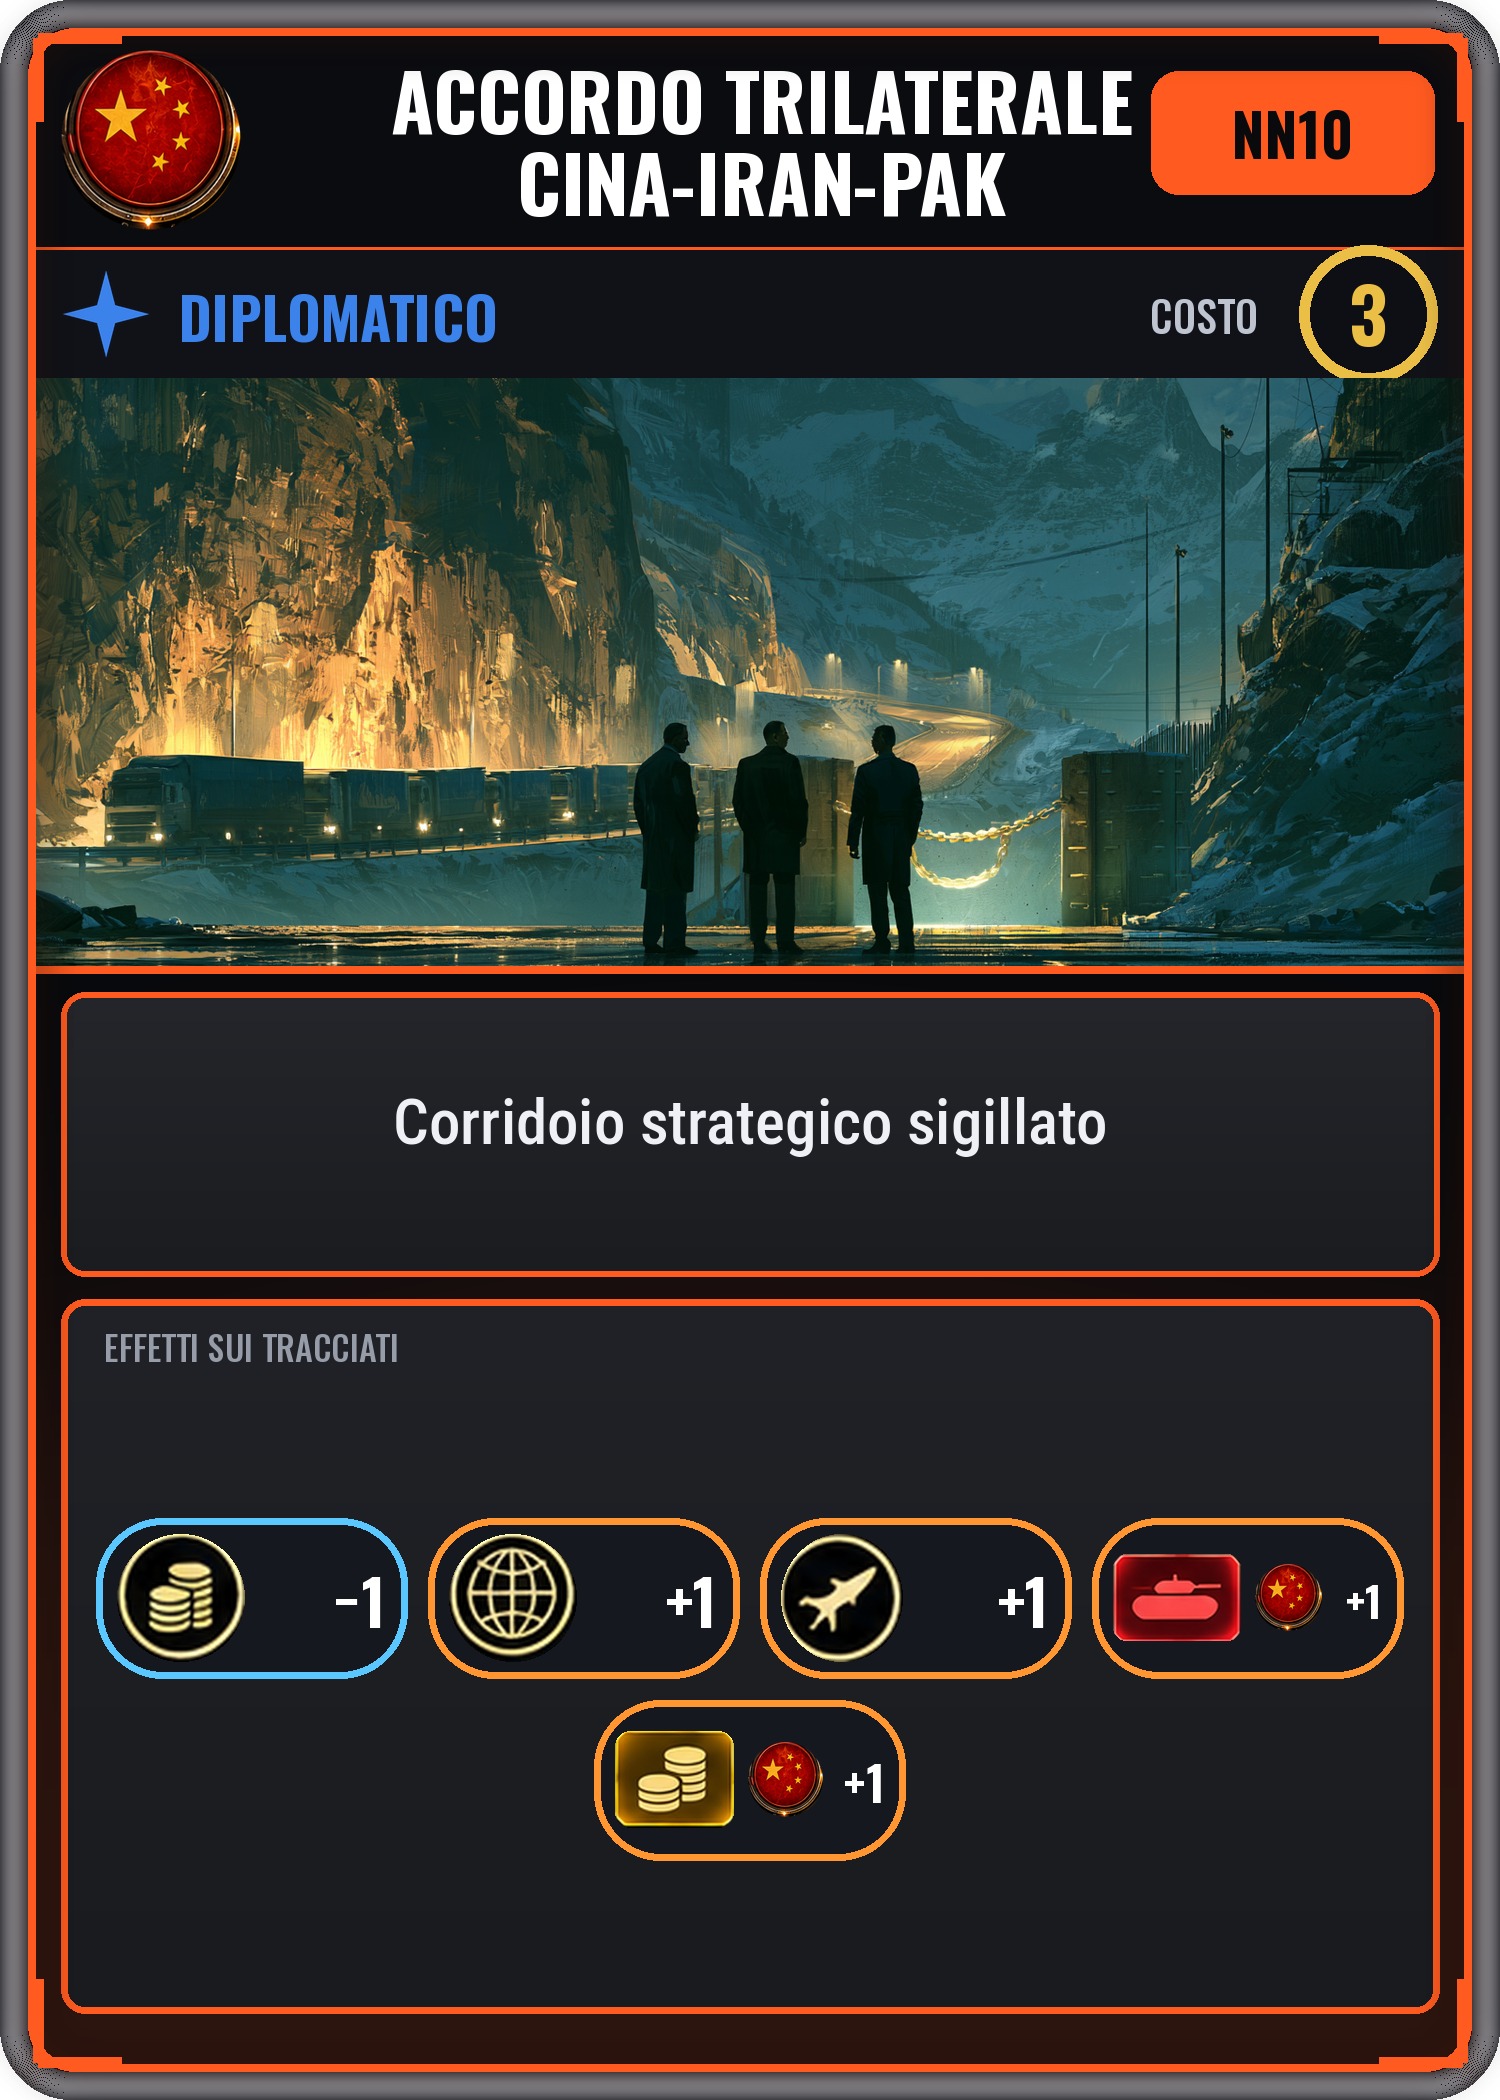 ACCORDO TRILATERALE
CINA-IRAN-PAK
NN10
DIPLOMATICO
COSTO
3
Corridoio strategico sigillato
EFFETTI SUI TRACCIATI
-1
+1
+1
+1
+1